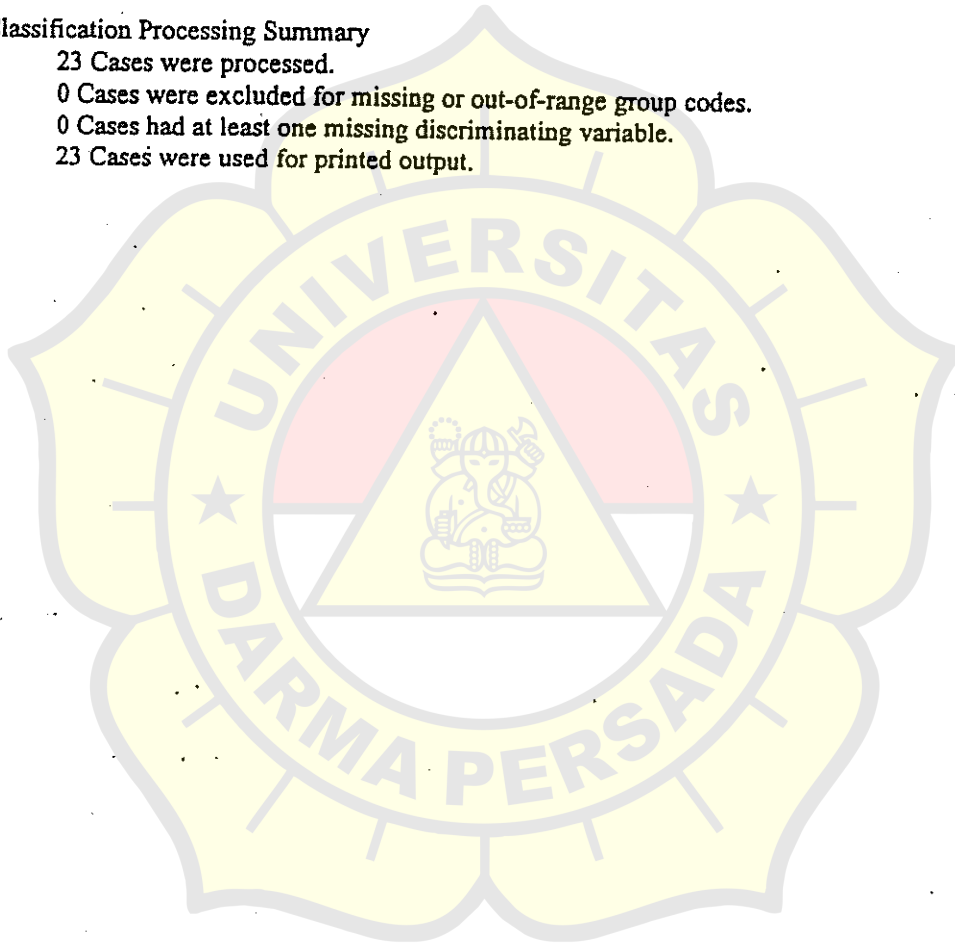 lassification Processing Summary
23 Cases were processed.
0 Cases were excluded for missing or out-of-range group codes.
0 Cases had at least one missing discriminating variable.
23 Cases were used for printed output.
UNIVERSITAS
DARMA PERSADA